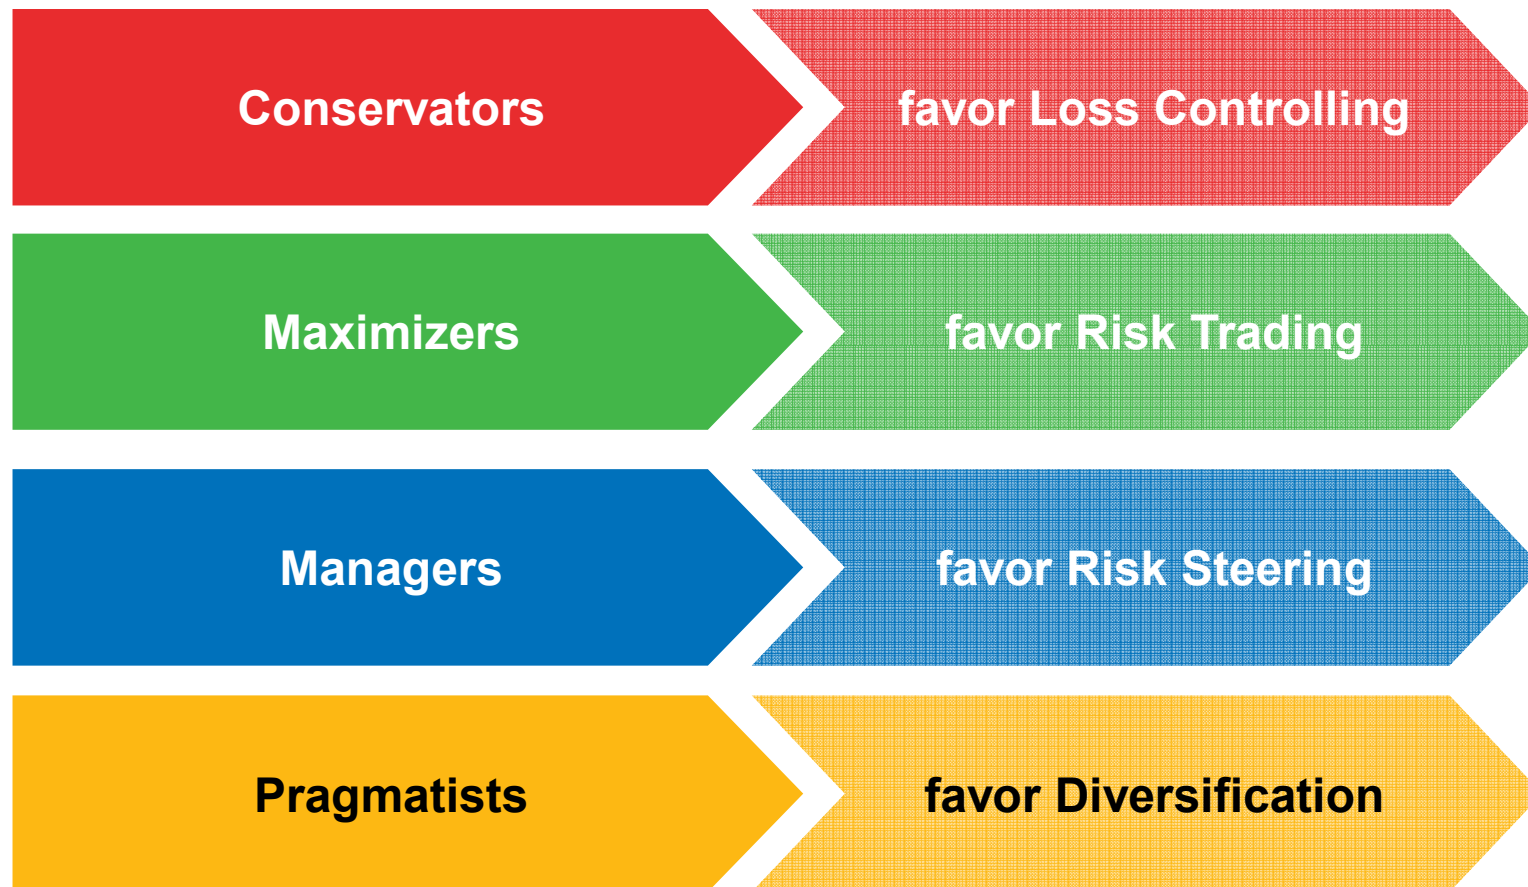 Conservators
favor Loss Controlling
Maximizers
favor Risk Trading
Managers
favor Risk Steering
Pragmatists
favor Diversification